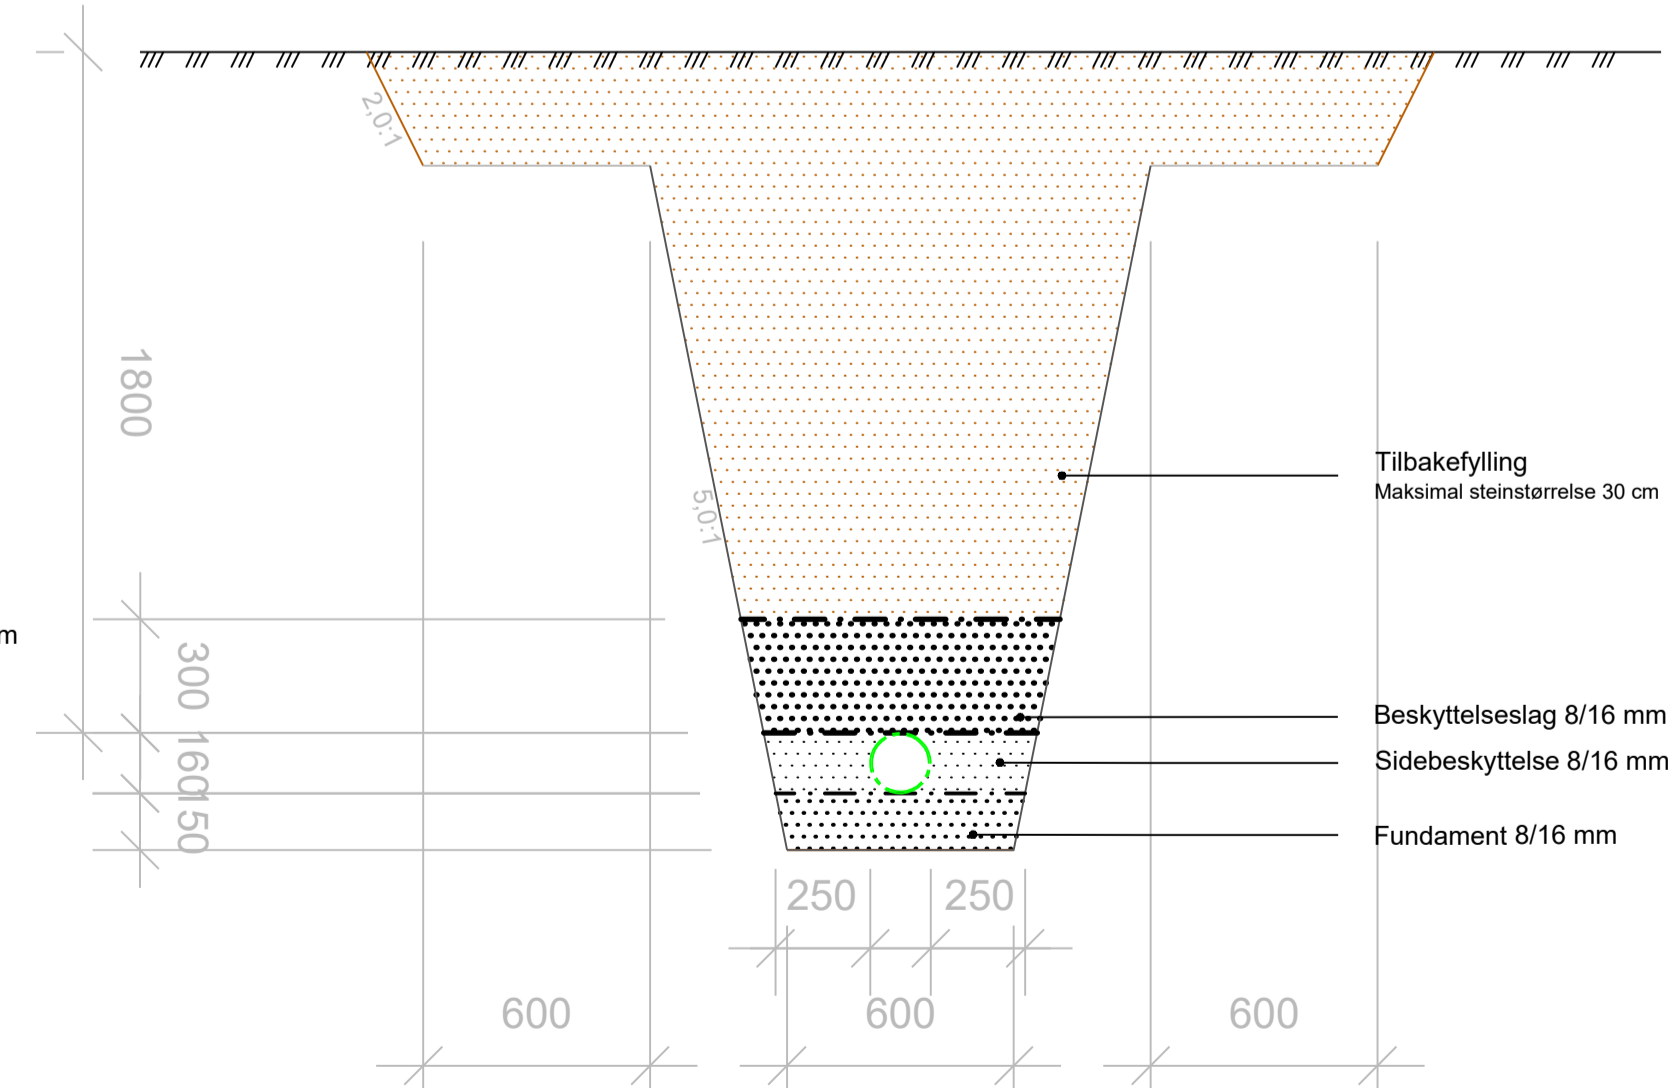 2,0:1
1800
5,0:1
Tilbakefylling
Maksimal steinstørrelse 30 cm
m
300
160
150
Beskyttelseslag 8/16 mm
Sidebeskyttelse 8/16 mm
Fundament 8/16 mm
250 250
600 600 600